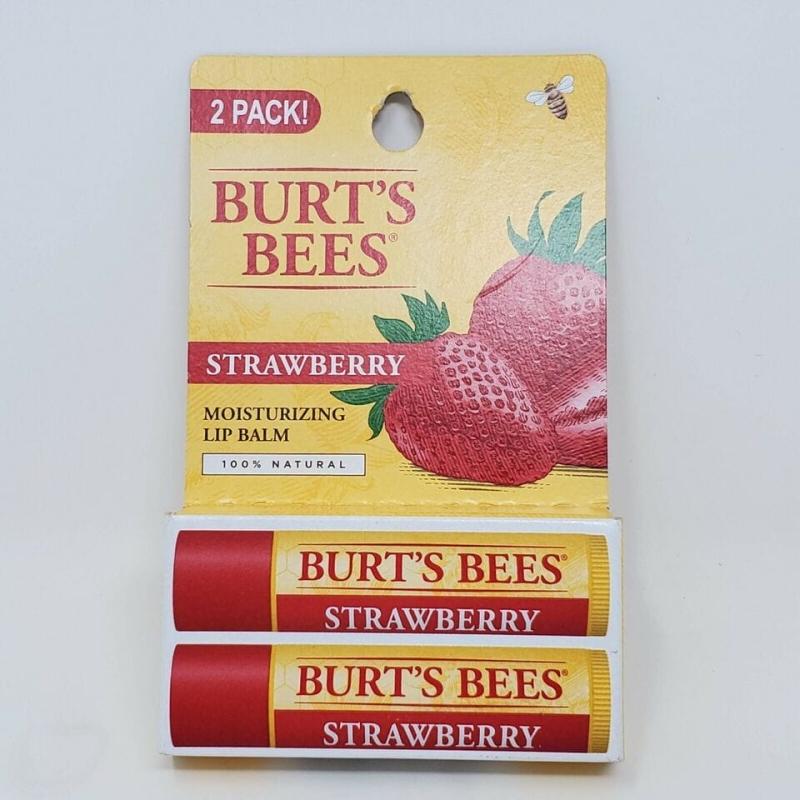 2 PACK!
BURT'S
BEES®
STRAWBERRY
MOISTURIZING
LIP BALM
100% NATURAL
BURT'S BEES®
STRAWBERRY
BURT'S BEES®
STRAWBERRY